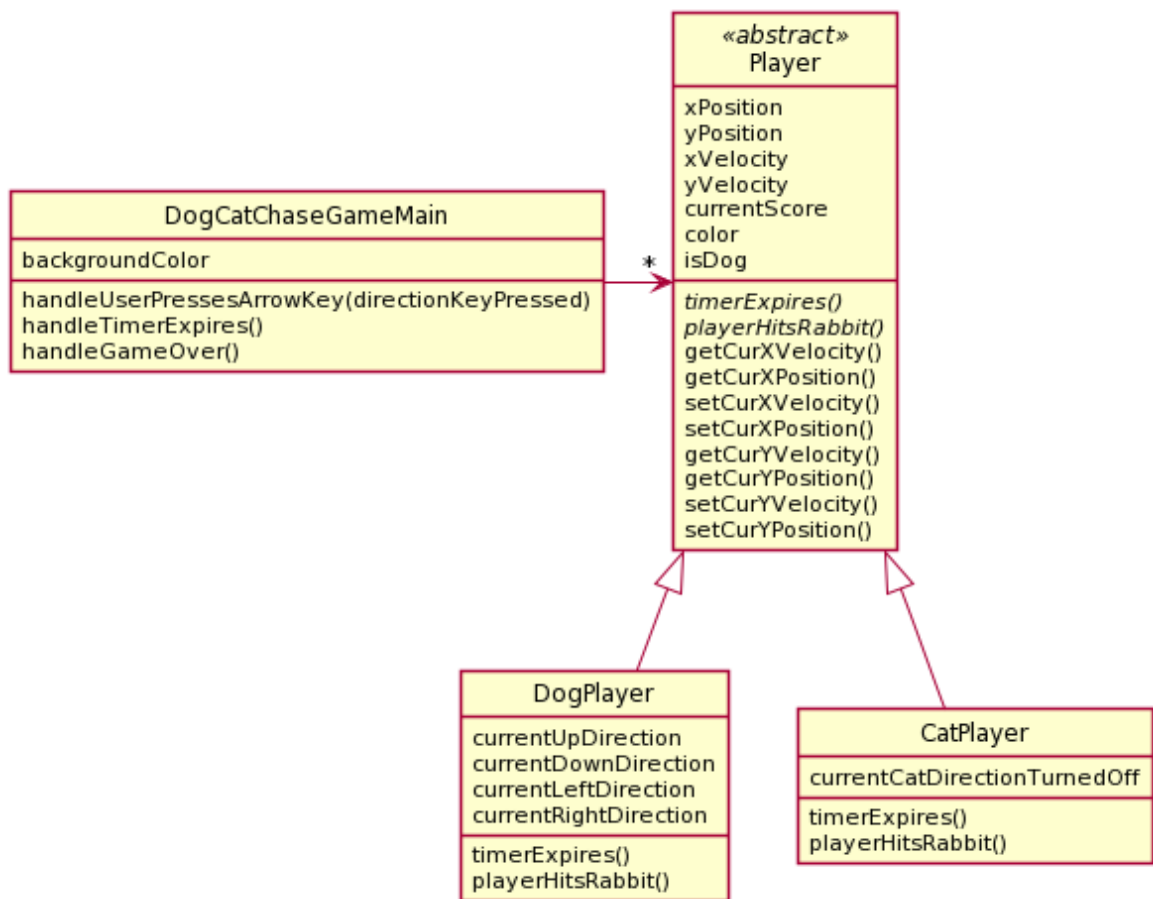 «abstract»
Player
xPosition
yPosition
xVelocity
yVelocity
currentScore
color
isDog
timerExpires()
playerHitsRabbit()
getCurXVelocity()
getCurXPosition()
setCurXVelocity()
setCurXPosition()
getCurYVelocity()
getCurYPosition()
setCurYVelocity()
setCurYPosition()
DogCatChaseGameMain
backgroundColor
handleUserPressesArrowKey(directionKeyPressed)
handleTimerExpires()
handleGameOver()
*
DogPlayer
currentUpDirection
currentDownDirection
currentLeftDirection
currentRightDirection
timerExpires()
playerHitsRabbit()
CatPlayer
currentCatDirectionTurnedOff
timerExpires()
playerHitsRabbit()